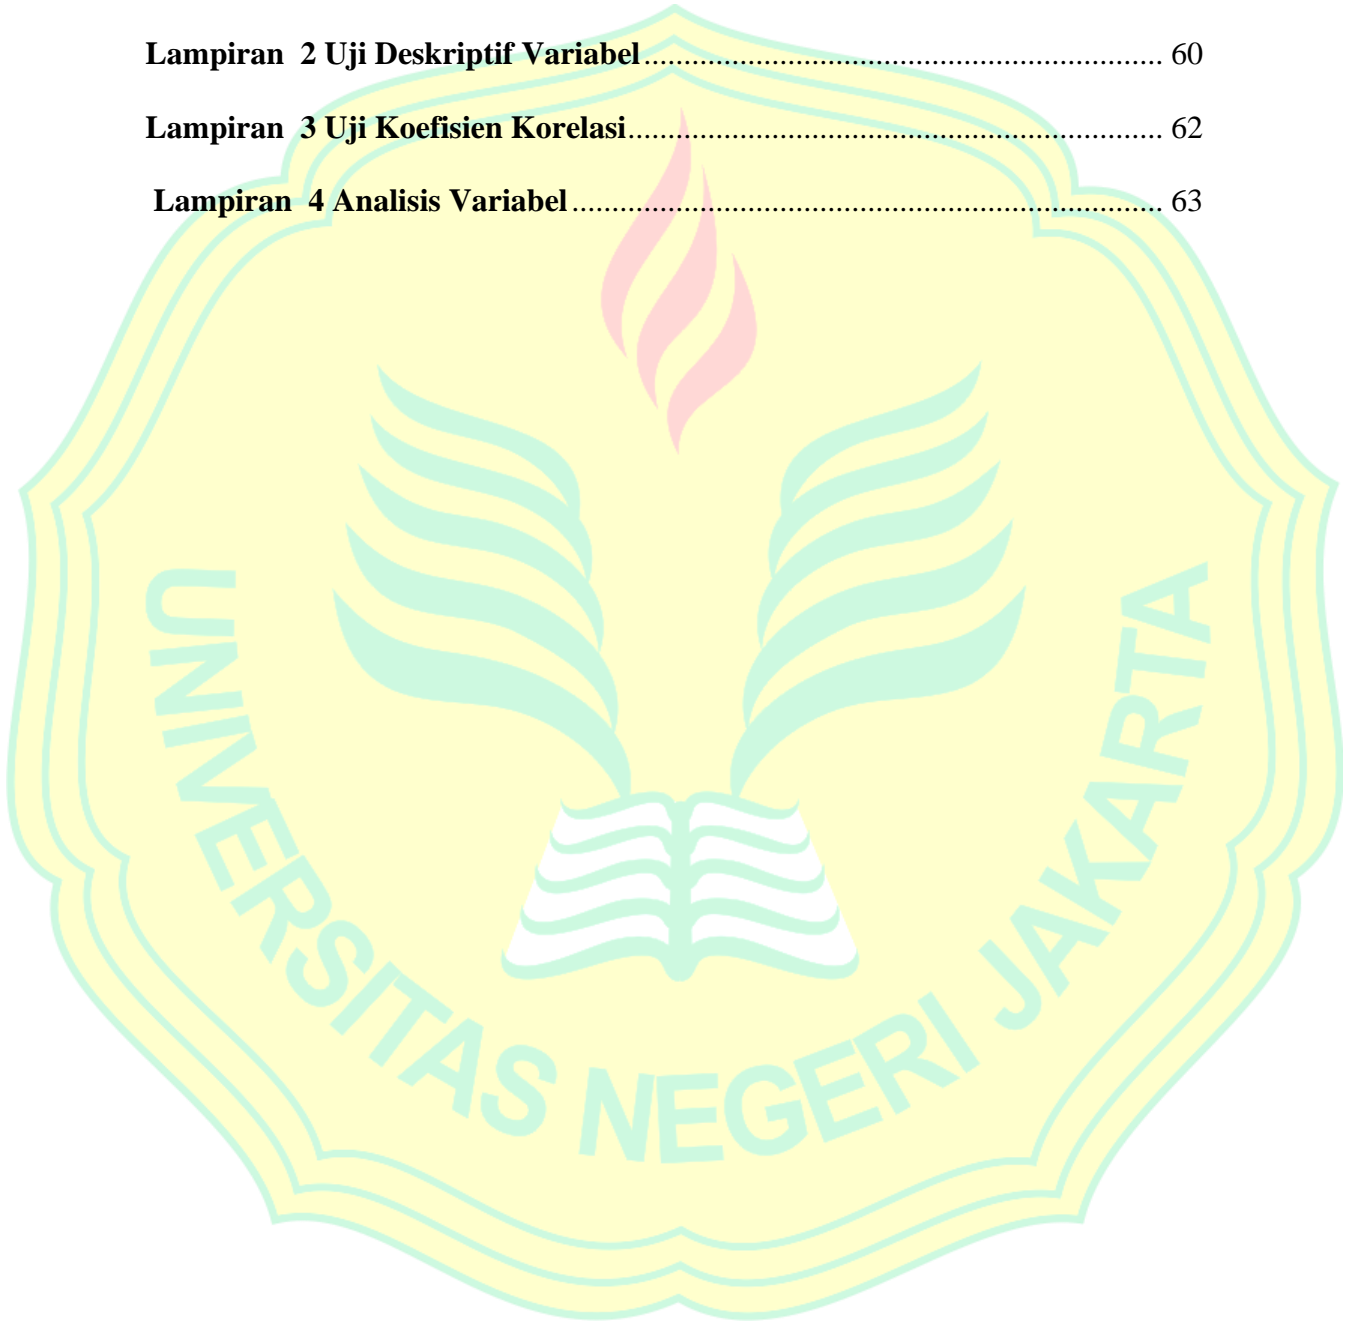 Lampiran  2 Uji Deskriptif Variabel................................................................. 60
Lampiran  3 Uji Koefisien Korelasi................................................................... 62
Lampiran  4 Analisis Variabel.......................................................................... 63
UNIVERSITAS NEGERI JAKARTA